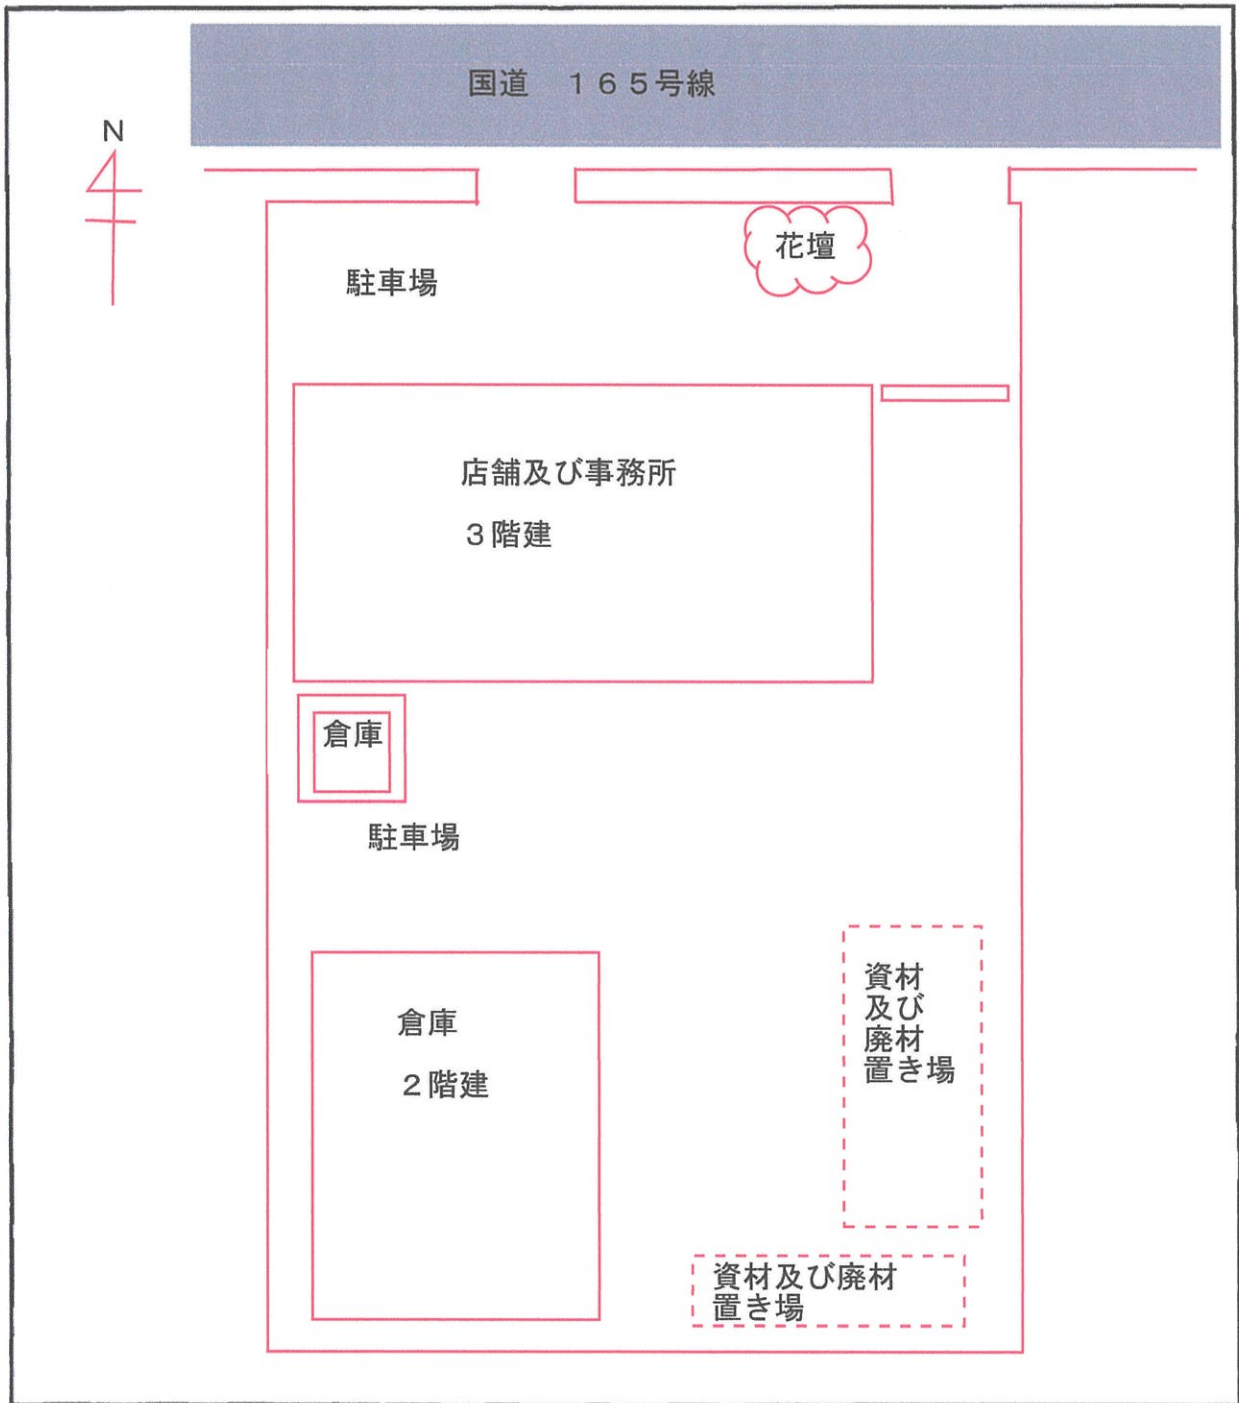 国道　１６５号線
N
花壇
駐車場
店舗及び事務所
３階建
倉庫
駐車場
倉庫
２階建
資材
及び
廃材
置き場
資材及び廃材
置き場